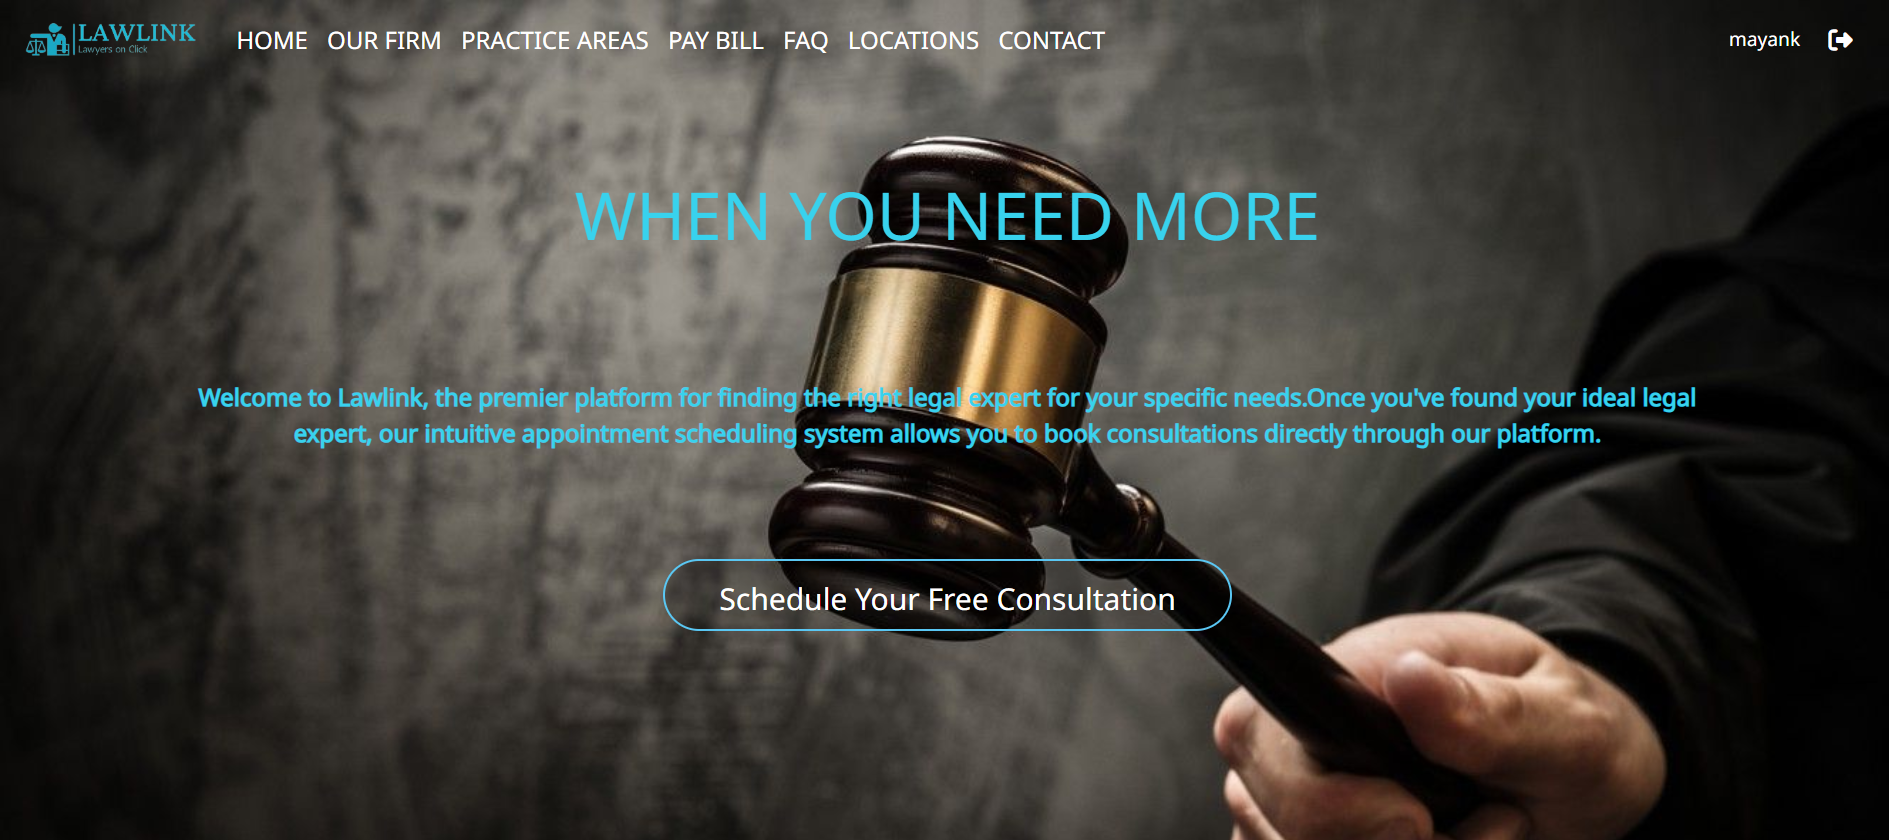 LAWLINK
Lawyers on Click
HOME OUR FIRM PRACTICE AREAS PAY BILL FAQ LOCATIONS CONTACT
mayank
WHEN YOU NEED MORE
Welcome to Lawlink, the premier platform for finding the right legal expert for your specific needs.Once you've found your ideal legal
expert, our intuitive appointment scheduling system allows you to book consultations directly through our platform.
Schedule Your Free Consultation